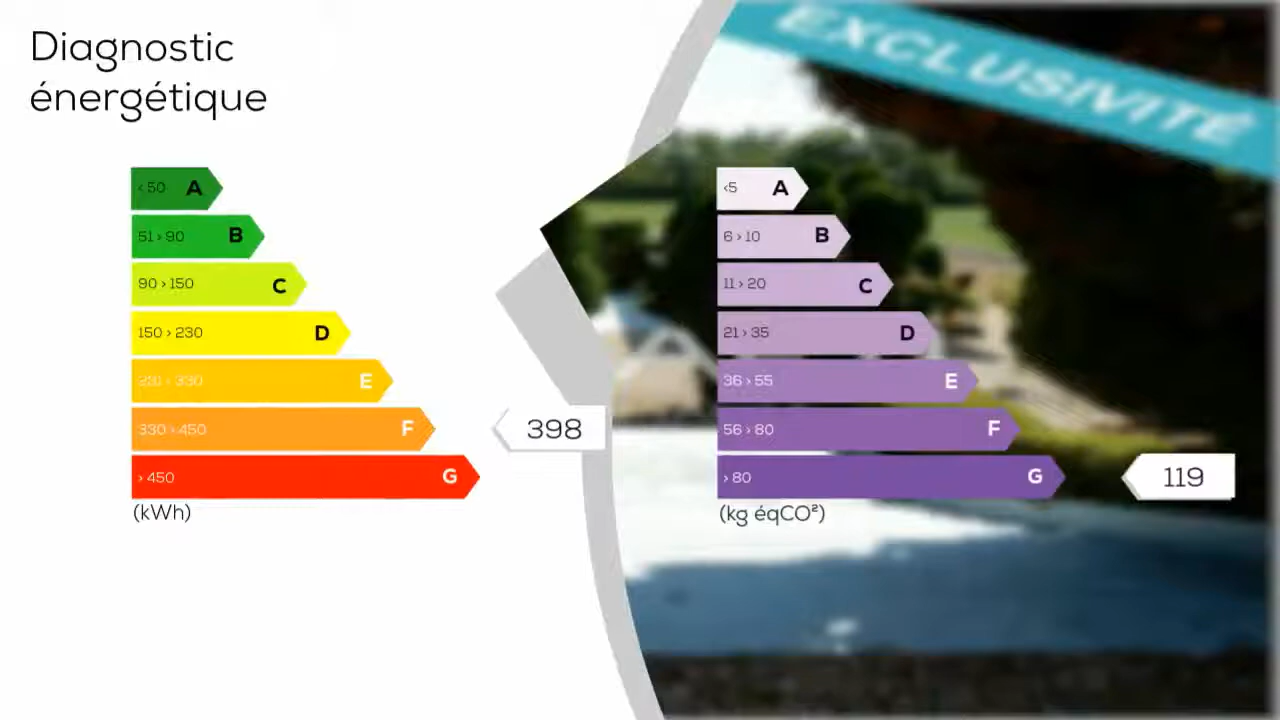 Diagnostic
énergétique
EXCLUSIVITÉ
< 50 A
51 > 90 B
90 > 150 C
150 > 230 D
330 E
330 > 450 F
> 450 G
(kWh)
398
<5 A
6 > 10 B
11 > 20 C
21 > 35 D
36 > 55 E
56 > 80 F
> 80 G
(kg éqCO²)
119